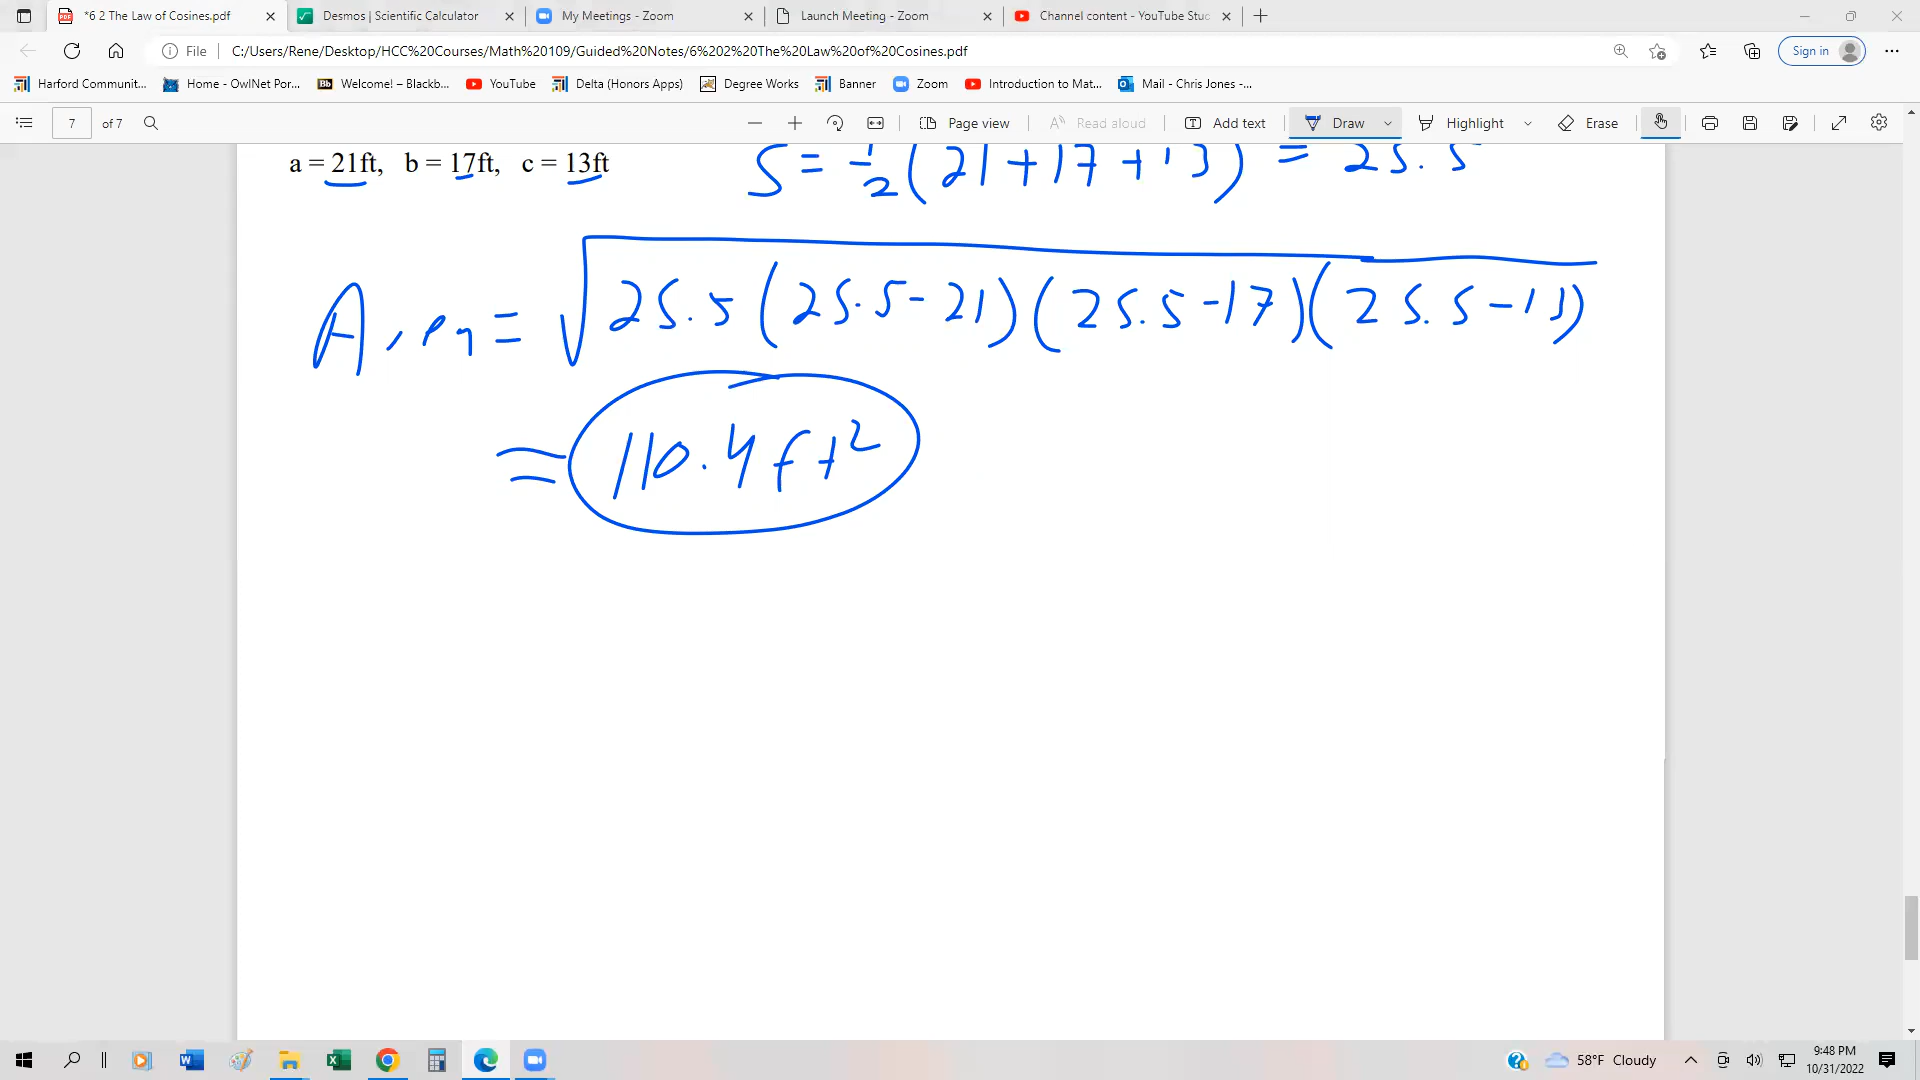 *6 2 The Law of Cosines.pdf
Desmos | Scientific Calculator
My Meetings - Zoom
Launch Meeting - Zoom
Channel content - YouTube Stu
File
C:/Users/Rene/Desktop/HCC%20Courses/Math%20109/Guided%20Notes/6%202%20The%20Law%20of%20Cosines.pdf
Sign in
Harford Communit...
Home - OwlNet Por...
Bb
Welcome! – Blackb...
YouTube
Delta (Honors Apps)
Degree Works
Banner
Zoom
Introduction to Mat...
Mail - Chris Jones -...
7 of 7
Page view
Read aloud
Add text
Draw
Highlight
Erase
a = 21ft, b = 17ft, c = 13ft
S = 1/2 (21 + 17 + 13) = 25.5
Area = √25.5(25.5-21)(25.5-17)(25.5-13)
≈ 110.4 ft²
58°F Cloudy
9:48 PM
10/31/2022